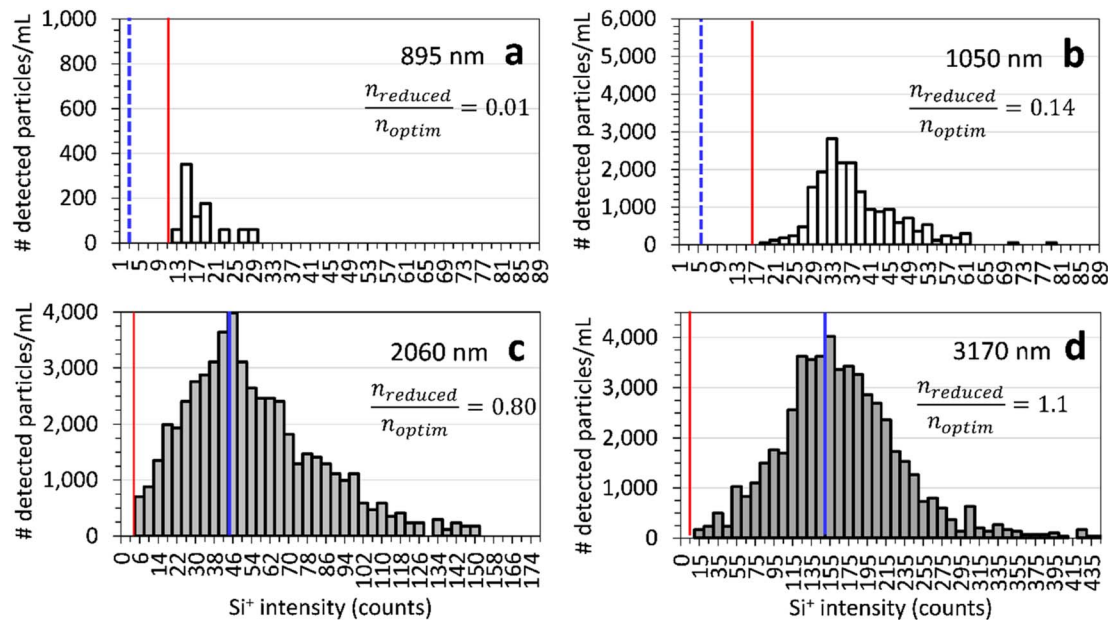 1,000
800
600
400
200
0
# detected particles/mL
895 nm
a
n_reduced / n_optim = 0.01
1 5 9 13 17 21 25 29 33 37 41 45 49 53 57 61 65 69 73 77 81 85 89
6,000
5,000
4,000
3,000
2,000
1,000
0
# detected particles/mL
1050 nm
b
n_reduced / n_optim = 0.14
1 5 9 13 17 21 25 29 33 37 41 45 49 53 57 61 65 69 73 77 81 85 89
4,000
3,000
2,000
1,000
0
# detected particles/mL
2060 nm
c
n_reduced / n_optim = 0.80
0 6 14 22 30 38 46 54 62 70 78 86 94 102 110 118 126 134 142 150 158 166 174
Si⁺ intensity (counts)
4,000
3,000
2,000
1,000
0
# detected particles/mL
3170 nm
d
n_reduced / n_optim = 1.1
0 15 35 55 75 95 115 135 155 175 195 215 235 255 275 295 315 335 355 375 395 415 435
Si⁺ intensity (counts)